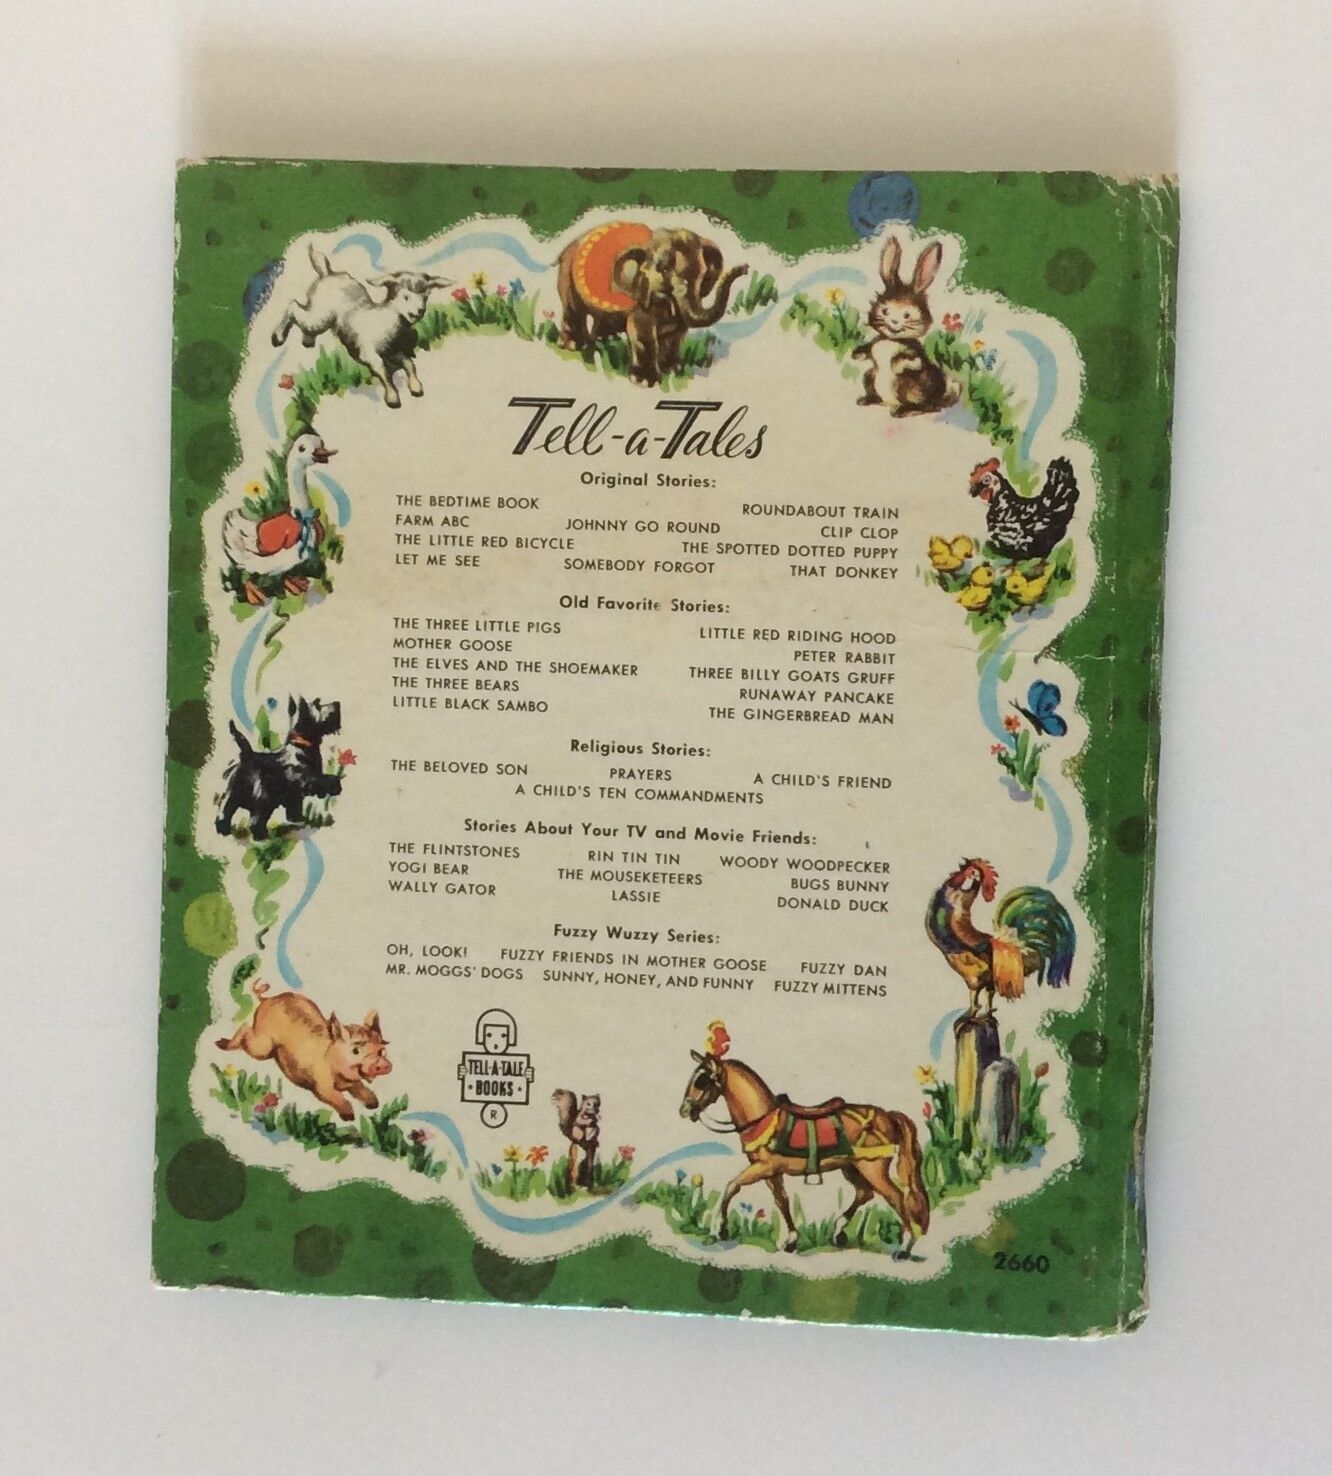 Tell-a-Tales
Original Stories:
THE BEDTIME BOOK ROUNDABOUT TRAIN
FARM ABC JOHNNY GO ROUND CLIP CLOP
THE LITTLE RED BICYCLE THE SPOTTED DOTTED PUPPY
LET ME SEE SOMEBODY FORGOT THAT DONKEY
Old Favorite Stories:
THE THREE LITTLE PIGS LITTLE RED RIDING HOOD
MOTHER GOOSE PETER RABBIT
THE ELVES AND THE SHOEMAKER THREE BILLY GOATS GRUFF
THE THREE BEARS RUNAWAY PANCAKE
LITTLE BLACK SAMBO THE GINGERBREAD MAN
Religious Stories:
THE BELOVED SON PRAYERS A CHILD'S FRIEND
A CHILD'S TEN COMMANDMENTS
Stories About Your TV and Movie Friends:
THE FLINTSTONES RIN TIN TIN WOODY WOODPECKER
YOGI BEAR THE MOUSEKETEERS BUGS BUNNY
WALLY GATOR LASSIE DONALD DUCK
Fuzzy Wuzzy Series:
OH, LOOK! FUZZY FRIENDS IN MOTHER GOOSE FUZZY DAN
MR. MOGGS' DOGS SUNNY, HONEY, AND FUNNY FUZZY MITTENS
TELL-A-TALE
• BOOKS •
R
2660